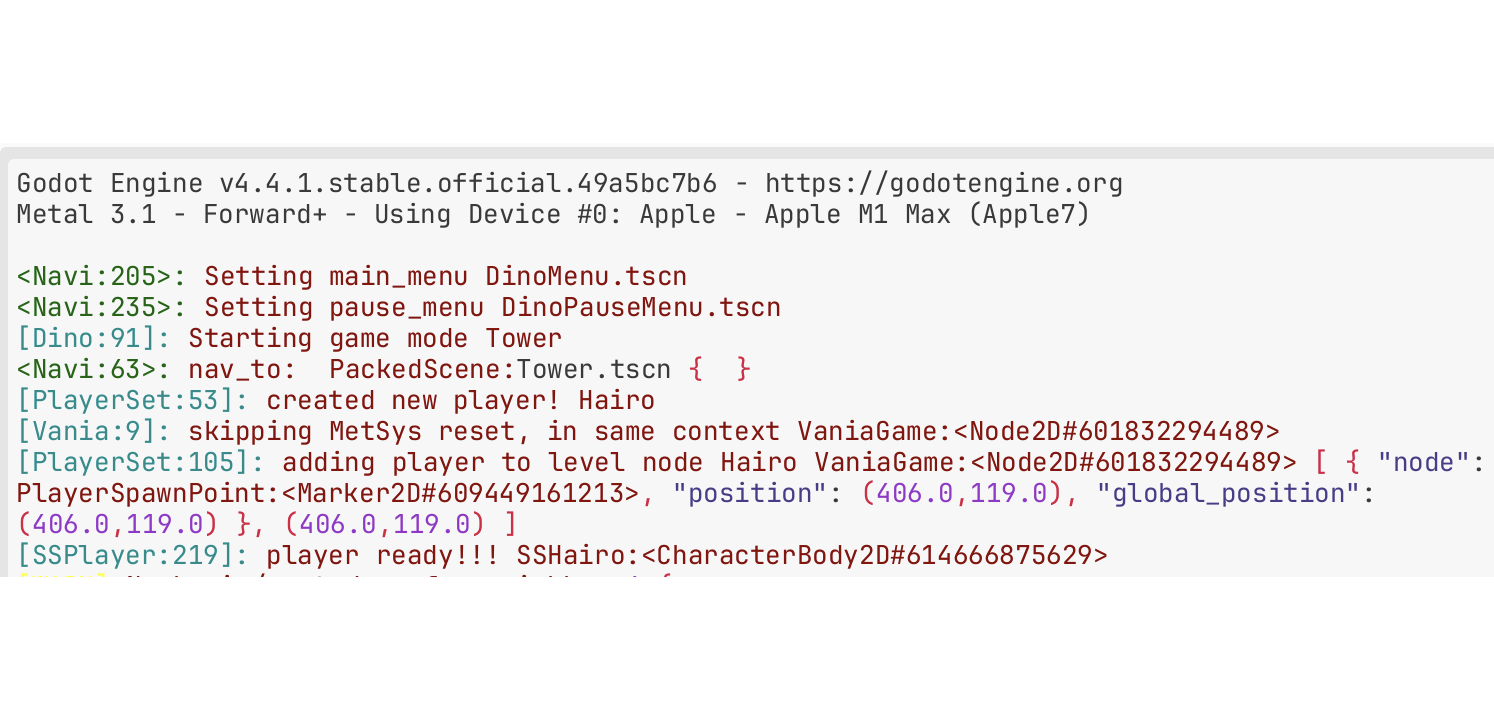 Godot Engine v4.4.1.stable.official.49a5bc7b6 - https://godotengine.org
Metal 3.1 - Forward+ - Using Device #0: Apple - Apple M1 Max (Apple7)
<Navi:205>: Setting main_menu DinoMenu.tscn
<Navi:235>: Setting pause_menu DinoPauseMenu.tscn
[Dino:91]: Starting game mode Tower
<Navi:63>: nav_to:  PackedScene:Tower.tscn {  }
[PlayerSet:53]: created new player! Hairo
[Vania:9]: skipping MetSys reset, in same context VaniaGame:<Node2D#601832294489>
[PlayerSet:105]: adding player to level node Hairo VaniaGame:<Node2D#601832294489> [ { "node":
PlayerSpawnPoint:<Marker2D#609449161213>, "position": (406.0,119.0), "global_position":
(406.0,119.0) }, (406.0,119.0) ]
[SSPlayer:219]: player ready!!! SSHairo:<CharacterBody2D#614666875629>